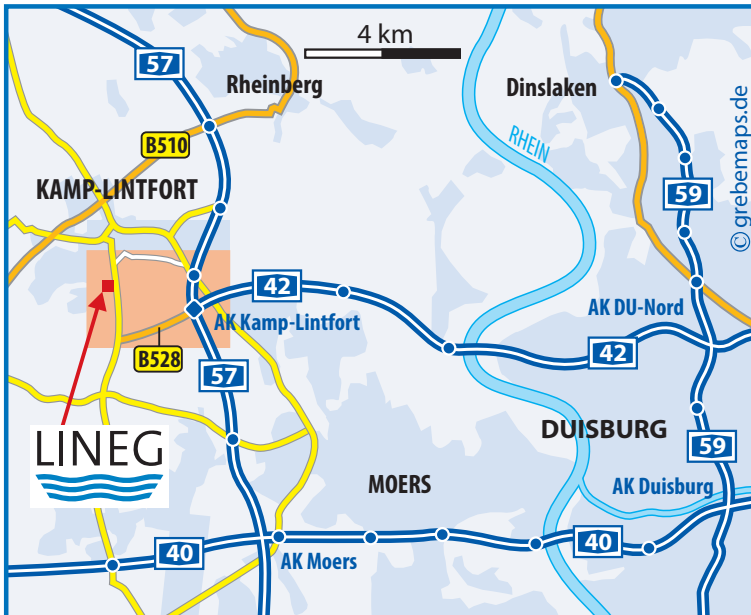 4 km
57
Rheinberg
Dinslaken
B510
RHEIN
KAMP-LINTFORT
59
© grebemaps.de
42
AK DU-Nord
AK Kamp-Lintfort
B528
42
57
LINEG
DUISBURG
59
MOERS
AK Duisburg
40
AK Moers
40